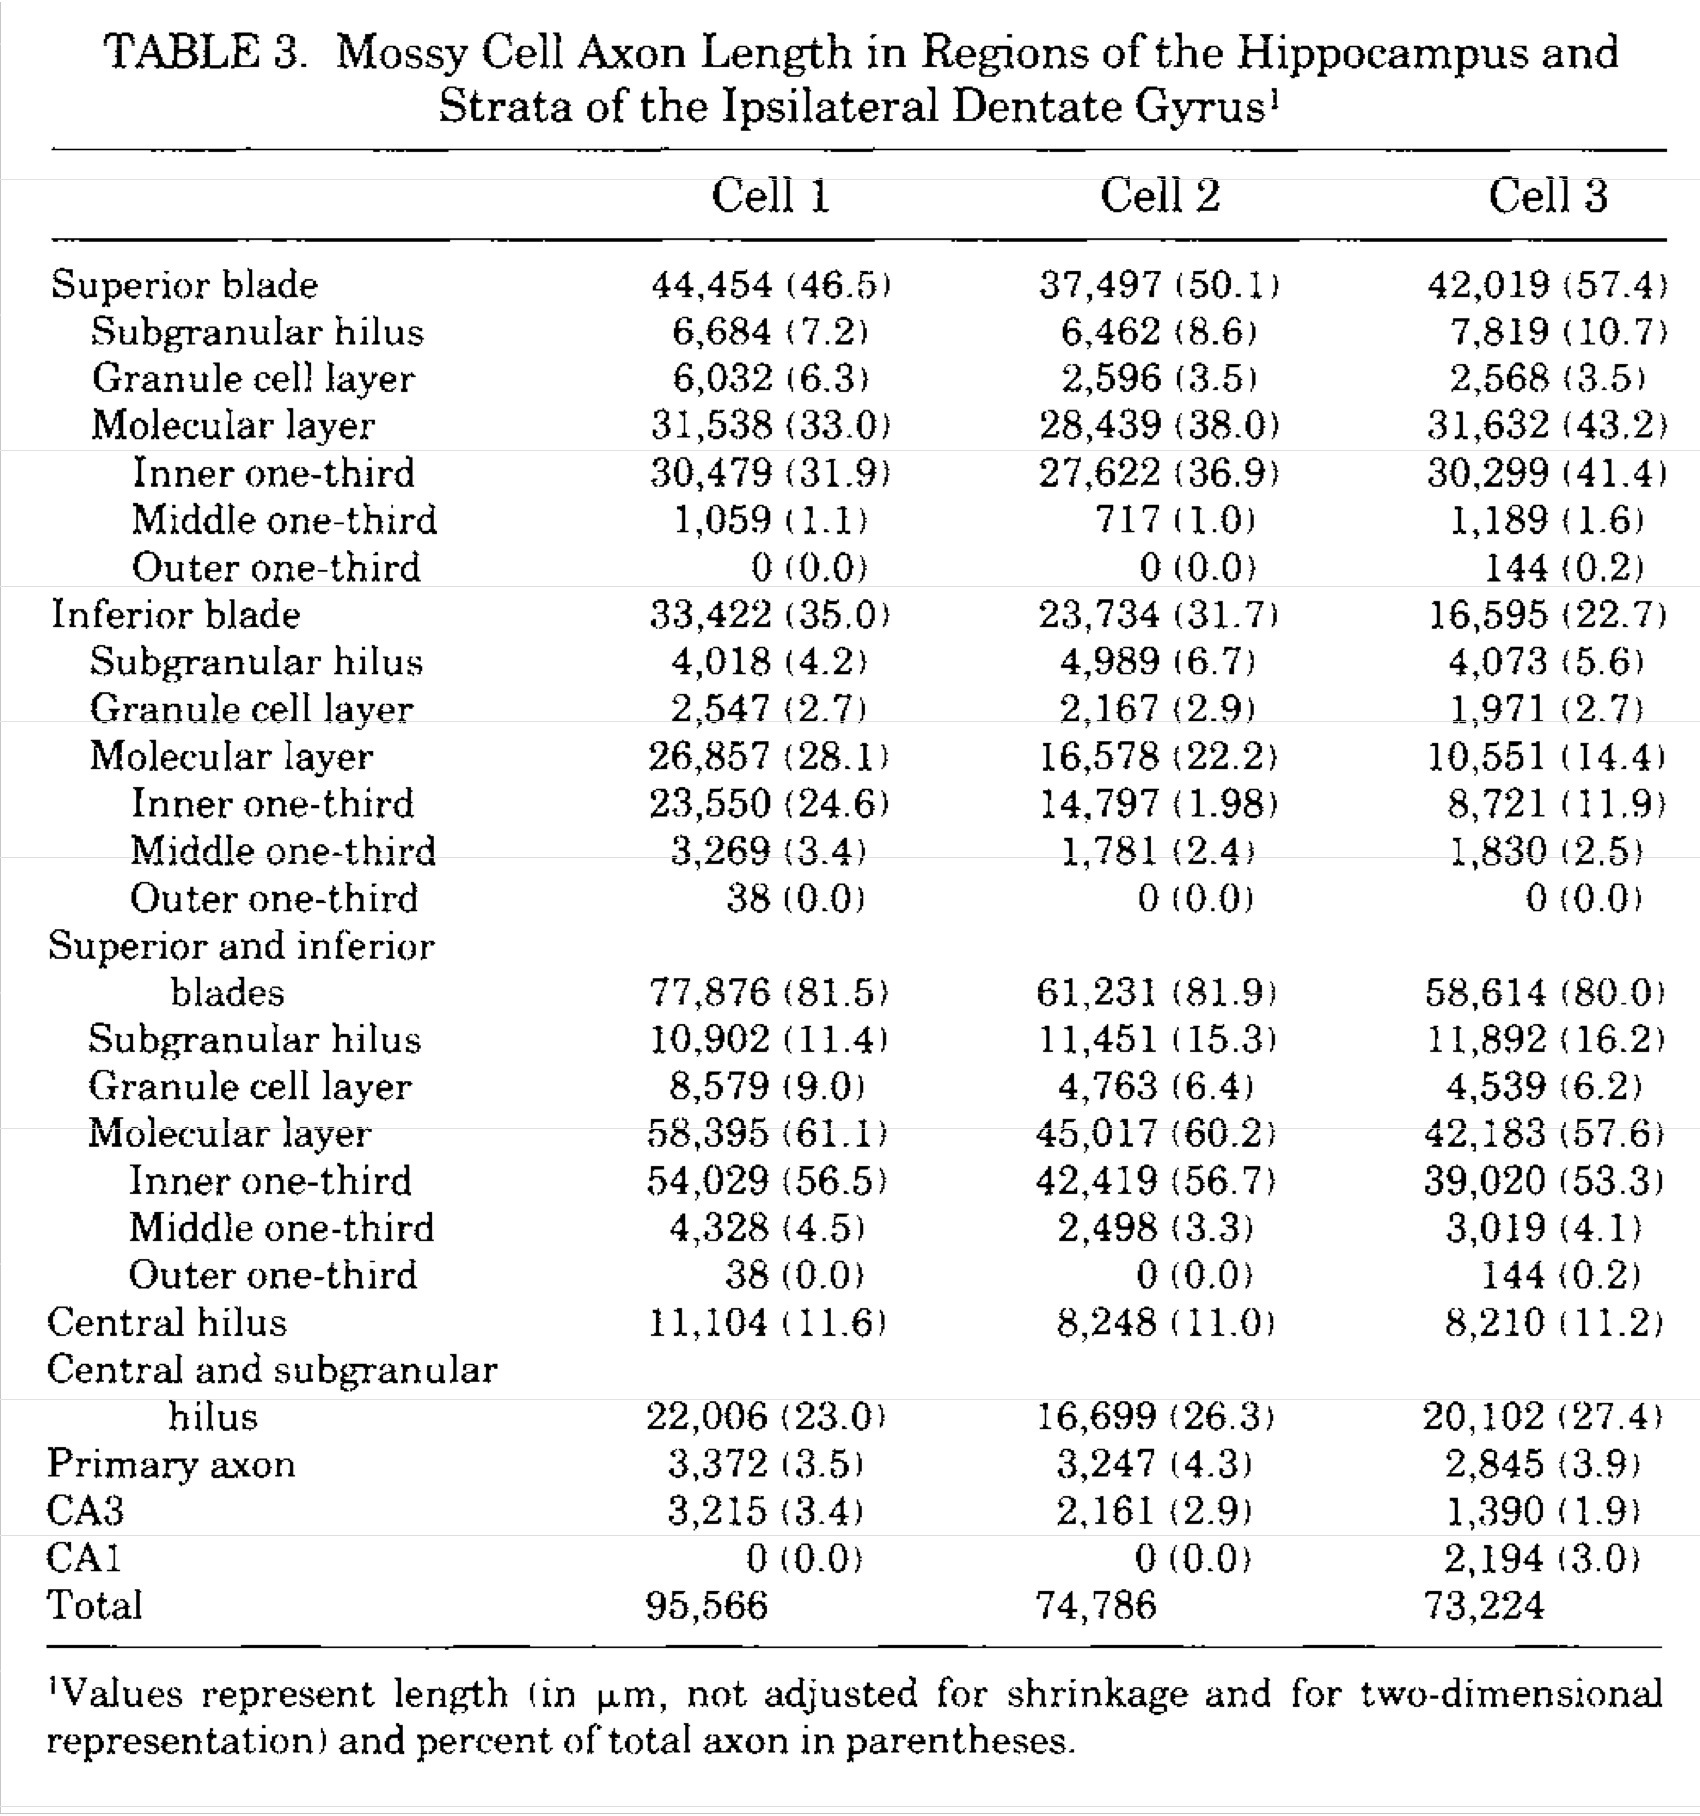 TABLE 3. Mossy Cell Axon Length in Regions of the Hippocampus and
Strata of the Ipsilateral Dentate Gyrus¹
Cell 1 Cell 2 Cell 3
Superior blade 44,454 (46.5) 37,497 (50.1) 42,019 (57.4)
Subgranular hilus 6,684 (7.2) 6,462 (8.6) 7,819 (10.7)
Granule cell layer 6,032 (6.3) 2,596 (3.5) 2,568 (3.5)
Molecular layer 31,538 (33.0) 28,439 (38.0) 31,632 (43.2)
Inner one-third 30,479 (31.9) 27,622 (36.9) 30,299 (41.4)
Middle one-third 1,059 (1.1) 717 (1.0) 1,189 (1.6)
Outer one-third 0 (0.0) 0 (0.0) 144 (0.2)
Inferior blade 33,422 (35.0) 23,734 (31.7) 16,595 (22.7)
Subgranular hilus 4,018 (4.2) 4,989 (6.7) 4,073 (5.6)
Granule cell layer 2,547 (2.7) 2,167 (2.9) 1,971 (2.7)
Molecular layer 26,857 (28.1) 16,578 (22.2) 10,551 (14.4)
Inner one-third 23,550 (24.6) 14,797 (1.98) 8,721 (11.9)
Middle one-third 3,269 (3.4) 1,781 (2.4) 1,830 (2.5)
Outer one-third 38 (0.0) 0 (0.0) 0 (0.0)
Superior and inferior
blades 77,876 (81.5) 61,231 (81.9) 58,614 (80.0)
Subgranular hilus 10,902 (11.4) 11,451 (15.3) 11,892 (16.2)
Granule cell layer 8,579 (9.0) 4,763 (6.4) 4,539 (6.2)
Molecular layer 58,395 (61.1) 45,017 (60.2) 42,183 (57.6)
Inner one-third 54,029 (56.5) 42,419 (56.7) 39,020 (53.3)
Middle one-third 4,328 (4.5) 2,498 (3.3) 3,019 (4.1)
Outer one-third 38 (0.0) 0 (0.0) 144 (0.2)
Central hilus 11,104 (11.6) 8,248 (11.0) 8,210 (11.2)
Central and subgranular
hilus 22,006 (23.0) 16,699 (26.3) 20,102 (27.4)
Primary axon 3,372 (3.5) 3,247 (4.3) 2,845 (3.9)
CA3 3,215 (3.4) 2,161 (2.9) 1,390 (1.9)
CA1 0 (0.0) 0 (0.0) 2,194 (3.0)
Total 95,566 74,786 73,224
¹Values represent length (in μm, not adjusted for shrinkage and for two-dimensional
representation) and percent of total axon in parentheses.